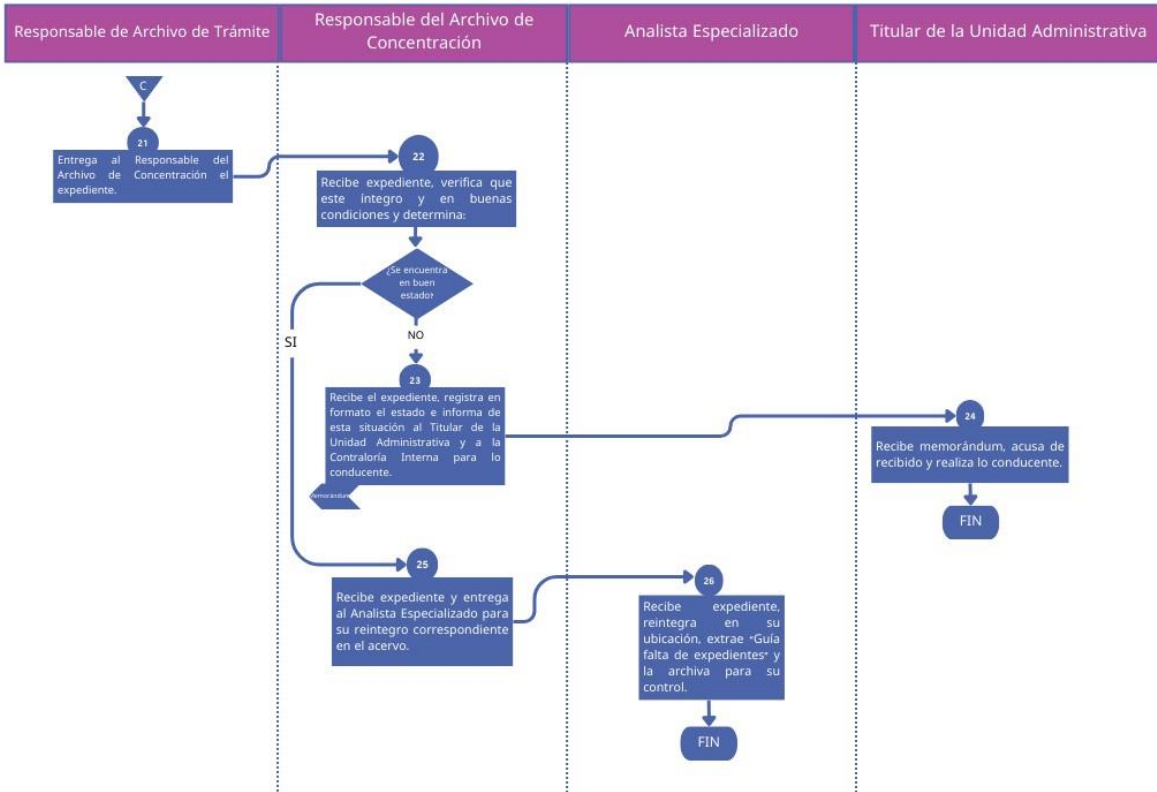 Responsable de Archivo de Trámite
Responsable del Archivo de
Concentración
Analista Especializado
Titular de la Unidad Administrativa
C
21
Entrega al Responsable del
Archivo de Concentración el
expediente.
22
Recibe expediente, verifica que
este íntegro y en buenas
condiciones y determina:
¿Se encuentra
en buen
estado?
SI
NO
23
Recibe el expediente, registra en
formato el estado e informa de
esta situación al Titular de la
Unidad Administrativa y a la
Contraloría Interna para lo
conducente.
Memorándum
24
Recibe memorándum, acusa de
recibido y realiza lo conducente.
FIN
25
Recibe expediente y entrega
al Analista Especializado para
su reintegro correspondiente
en el acervo.
26
Recibe expediente,
reintegra en su
ubicación, extrae "Guía
falta de expedientes" y
la archiva para su
control.
FIN